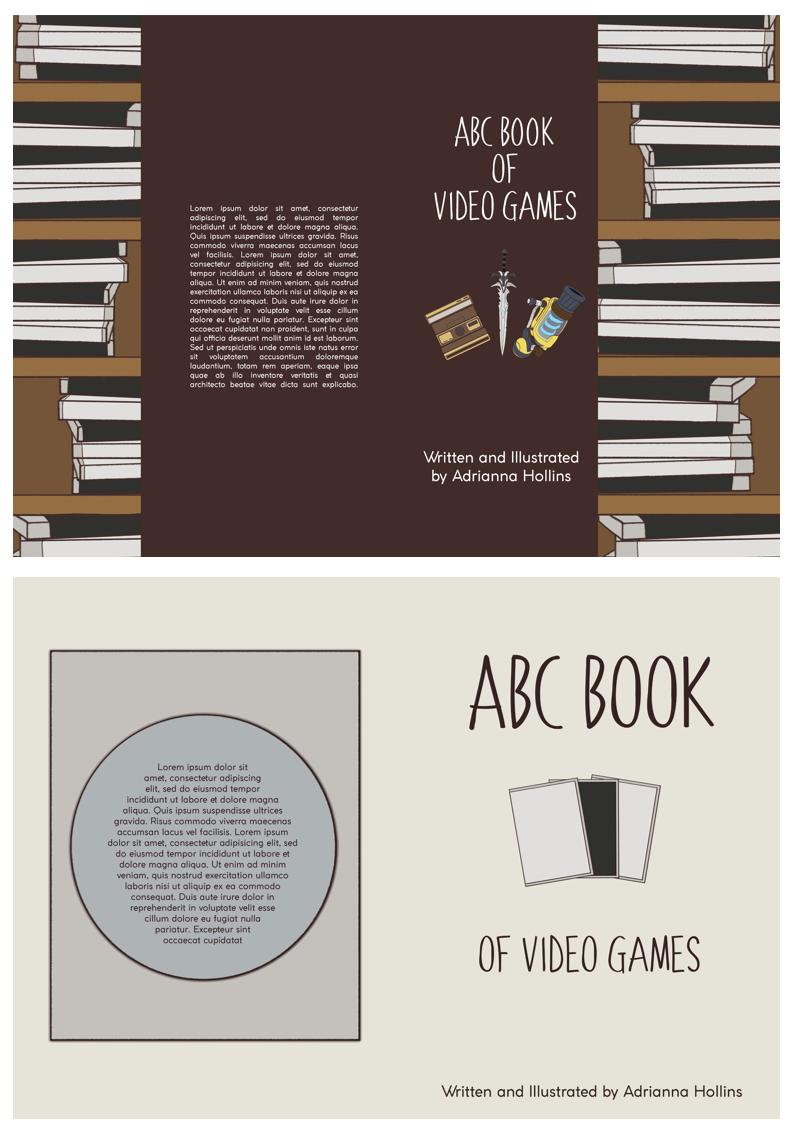 ABC BOOK
OF
VIDEO GAMES
Lorem ipsum dolor sit amet, consectetur
adipiscing elit, sed do eiusmod tempor
incididunt ut labore et dolore magna aliqua.
Quis ipsum suspendisse ultrices gravida. Risus
commodo viverra maecenas accumsan lacus
vel facilisis. Lorem ipsum dolor sit amet,
consectetur adipiscing elit, sed do eiusmod
tempor incididunt ut labore et dolore magna
aliqua. Ut enim ad minim veniam, quis nostrud
exercitation ullamco laboris nisi ut aliquip ex ea
commodo consequat. Duis aute irure dolor in
reprehenderit in voluptate velit esse cillum
dolore eu fugiat nulla pariatur. Excepteur sint
occaecat cupidatat non proident, sunt in culpa
qui officia deserunt mollit anim id est laborum.
Sed ut perspiciatis unde omnis iste natus error
sit voluptatem accusantium doloremque
laudantium, totam rem aperiam, eaque ipsa
quae ab illo inventore veritatis et quasi
architecto beatae vitae dicta sunt explicabo.
Written and Illustrated
by Adrianna Hollins
Lorem ipsum dolor sit
amet, consectetur adipiscing
elit, sed do eiusmod tempor
incididunt ut labore et dolore magna
aliqua. Quis ipsum suspendisse ultrices
gravida. Risus commodo viverra maecenas
accumsan lacus vel facilisis. Lorem ipsum
dolor sit amet, consectetur adipiscing elit, sed
do eiusmod tempor incididunt ut labore et
dolore magna aliqua. Ut enim ad minim
veniam, quis nostrud exercitation ullamco
laboris nisi ut aliquip ex ea commodo
consequat. Duis aute irure dolor in
reprehenderit in voluptate velit esse
cillum dolore eu fugiat nulla
pariatur. Excepteur sint
occaecat cupidatat
ABC BOOK
OF VIDEO GAMES
Written and Illustrated by Adrianna Hollins